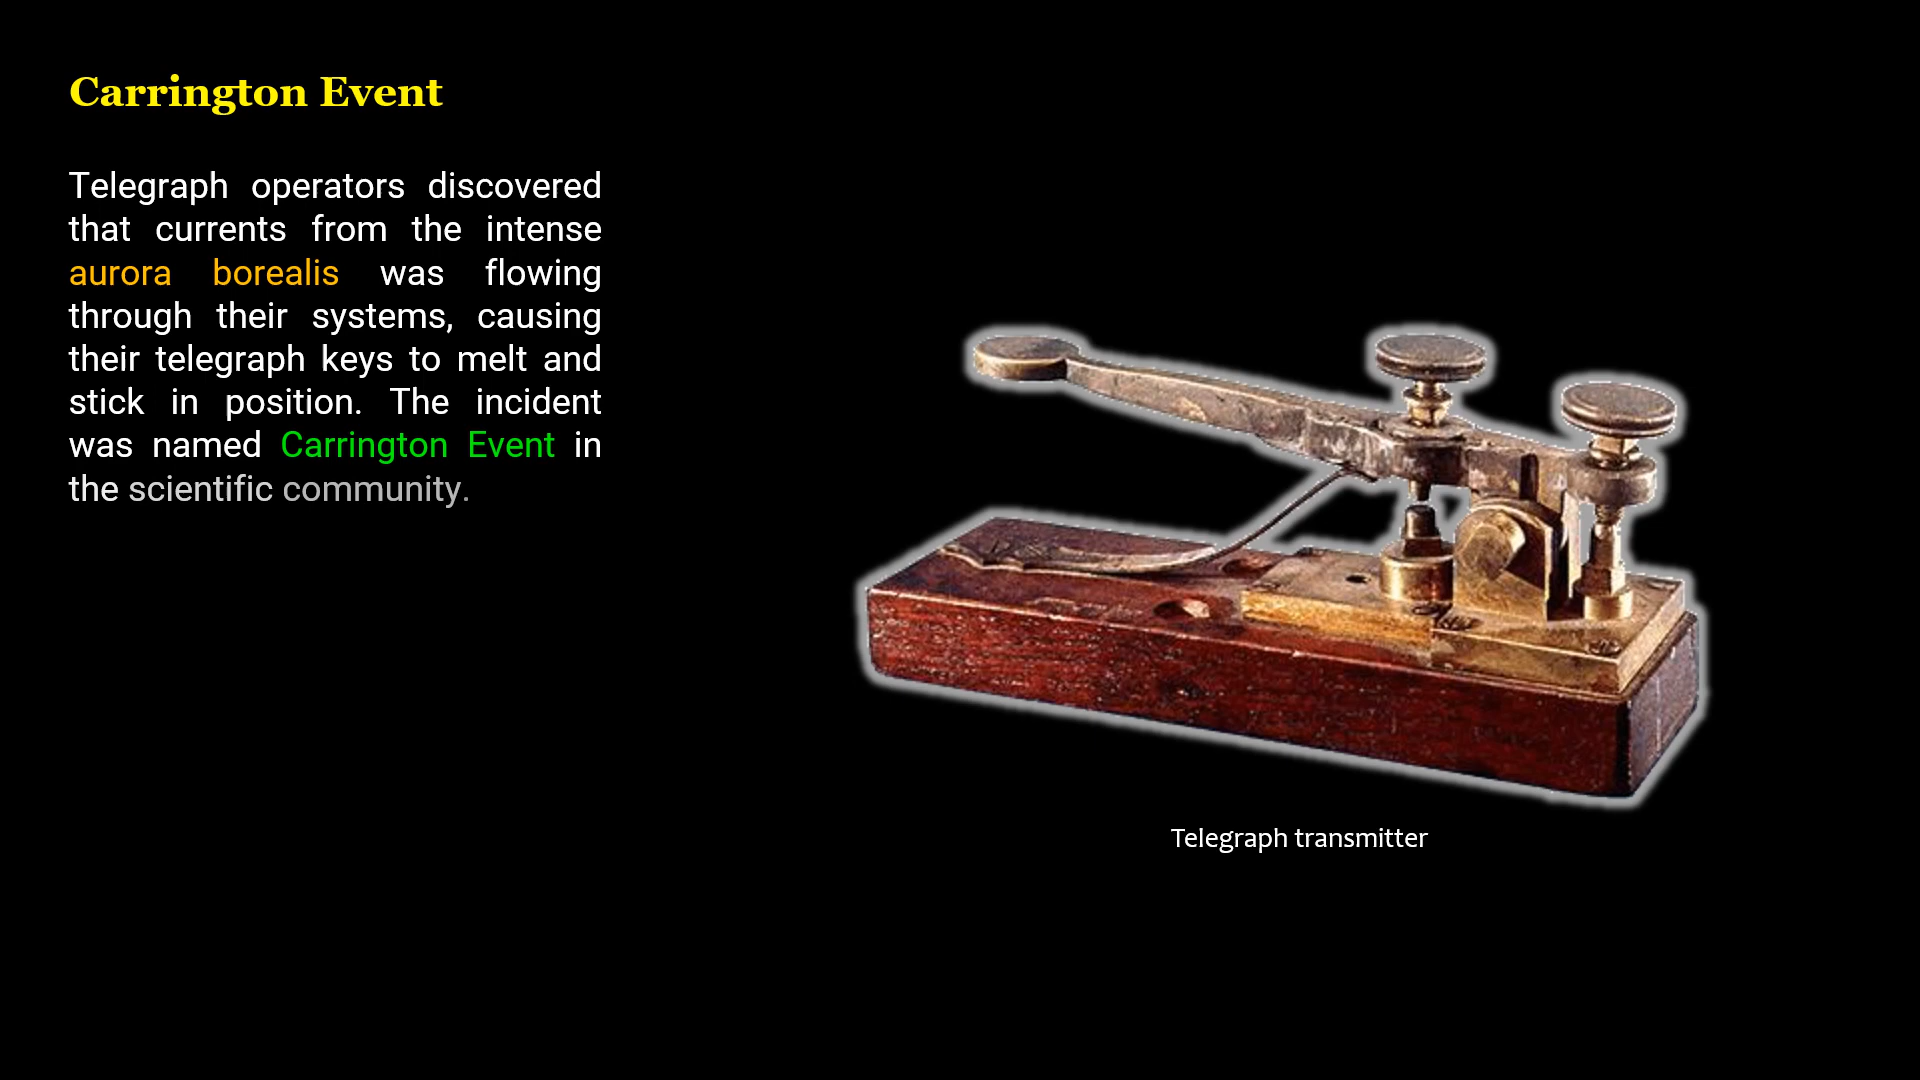 Carrington Event
Telegraph operators discovered
that currents from the intense
aurora borealis was flowing
through their systems, causing
their telegraph keys to melt and
stick in position. The incident
was named Carrington Event in
the scientific community.
Telegraph transmitter